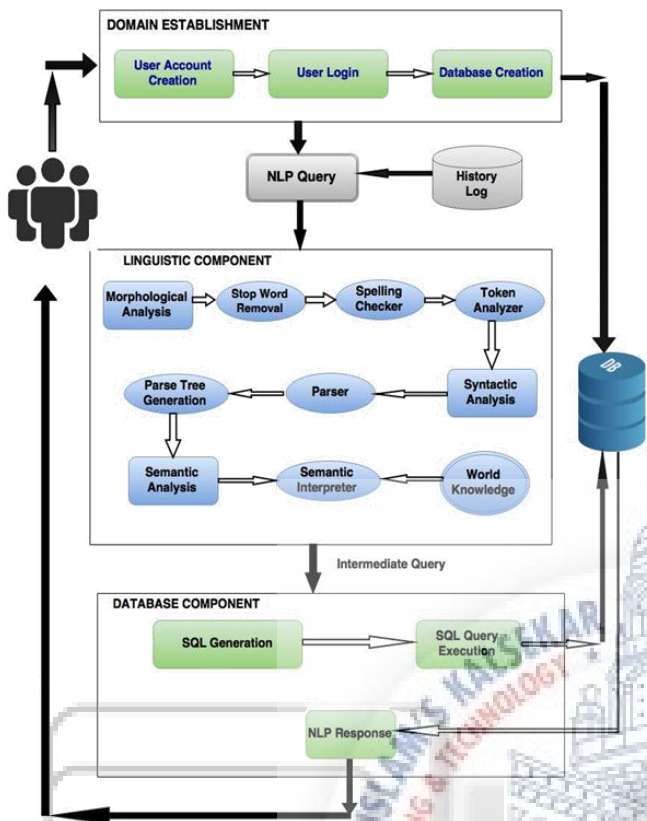 DOMAIN ESTABLISHMENT
User Account
Creation
User Login
Database Creation
NLP Query
History
Log
LINGUISTIC COMPONENT
Morphological
Analysis
Stop Word
Removal
Spelling
Checker
Token
Analyzer
Parse Tree
Generation
Parser
Syntactic
Analysis
DB
Semantic
Analysis
Semantic
Interpreter
World
Knowledge
Intermediate Query
DATABASE COMPONENT
SQL Generation
SQL Query
Execution
NLP Response
KALSEKAR
& TECHNOLOGY